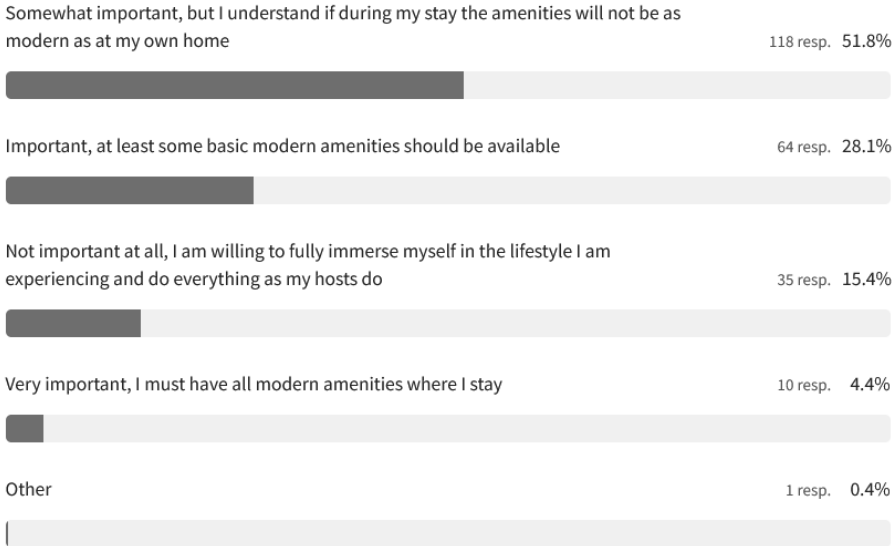 Somewhat important, but I understand if during my stay the amenities will not be as
modern as at my own home 118 resp. 51.8%
Important, at least some basic modern amenities should be available 64 resp. 28.1%
Not important at all, I am willing to fully immerse myself in the lifestyle I am
experiencing and do everything as my hosts do 35 resp. 15.4%
Very important, I must have all modern amenities where I stay 10 resp. 4.4%
Other 1 resp. 0.4%